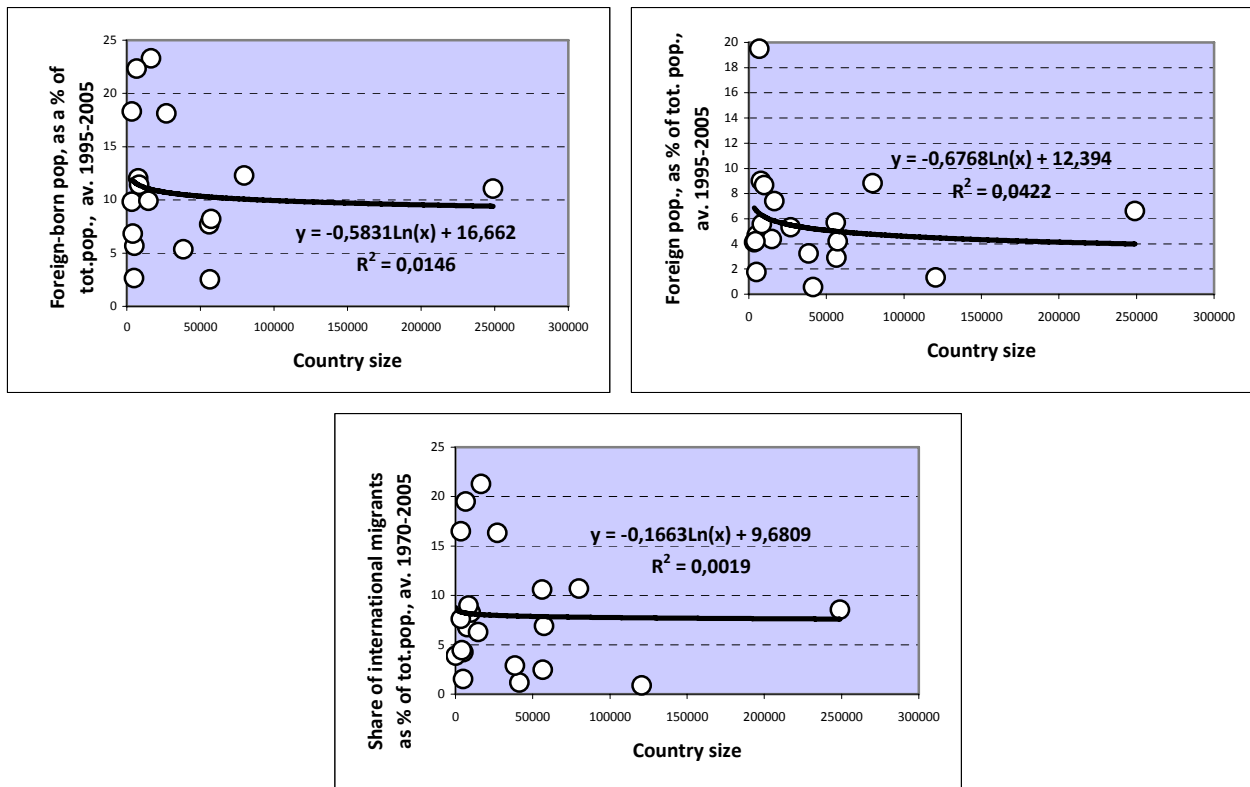 Foreign-born pop, as a % of
tot.pop., av. 1995-2005
25
20
15
10
5
0
y = -0,5831Ln(x) + 16,662
R² = 0,0146
0 50000 100000 150000 200000 250000 300000
Country size
Foreign pop., as % of tot. pop.,
av. 1995-2005
20
18
16
14
12
10
8
6
4
2
0
y = -0,6768Ln(x) + 12,394
R² = 0,0422
0 50000 100000 150000 200000 250000 300000
Country size
Share of international migrants
as % of tot.pop., av. 1970-2005
25
20
15
10
5
0
y = -0,1663Ln(x) + 9,6809
R² = 0,0019
0 50000 100000 150000 200000 250000 300000
Country size